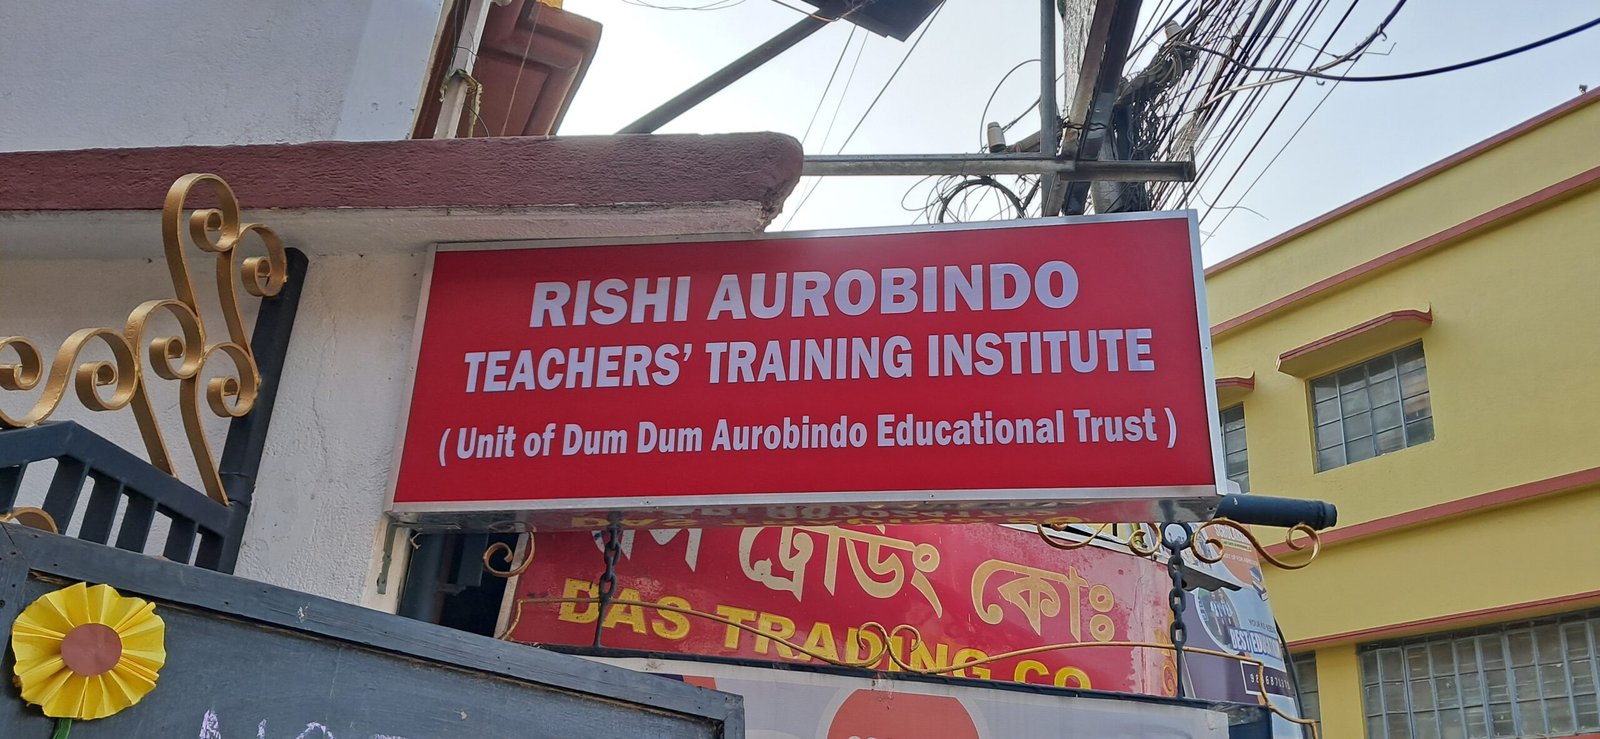 RISHI AUROBINDO
TEACHERS’ TRAINING INSTITUTE
( Unit of Dum Dum Aurobindo Educational Trust )
ট্রেডিং কোঃ
DAS TRADING CO